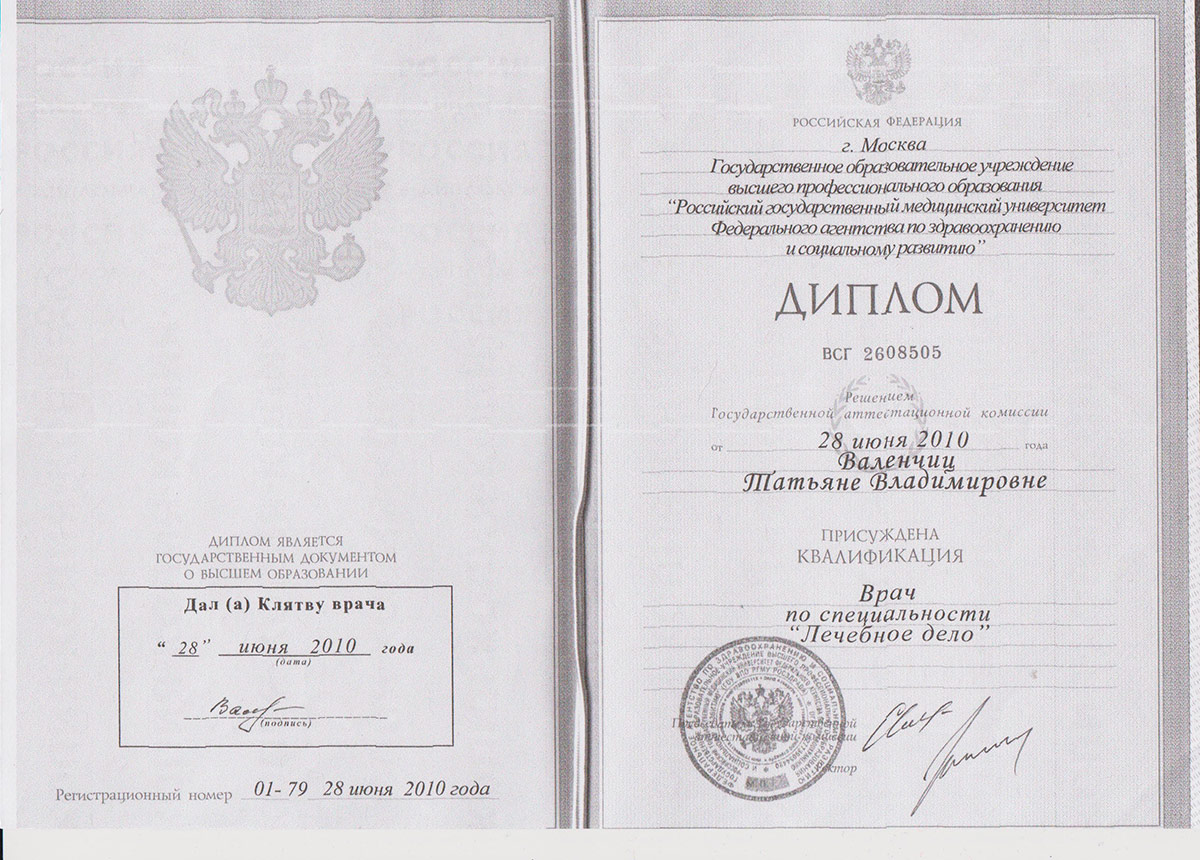 ДИПЛОМ ЯВЛЯЕТСЯ
ГОСУДАРСТВЕННЫМ ДОКУМЕНТОМ
О ВЫСШЕМ ОБРАЗОВАНИИ
Дал (а) Клятву врача
“ 28 ” июня 2010 года
(дата)
(подпись)
Регистрационный номер 01- 79 28 июня 2010 года
РОССИЙСКАЯ ФЕДЕРАЦИЯ
г. Москва
Государственное образовательное учреждение
высшего профессионального образования
“Российский государственный медицинский университет
Федерального агентства по здравоохранению
и социальному развитию”
ДИПЛОМ
ВСГ 2608505
Решением
Государственной аттестационной комиссии
от 28 июня 2010 года
Валенчиц
Татьяне Владимировне
ПРИСУЖДЕНА
КВАЛИФИКАЦИЯ
Врач
по специальности
“Лечебное дело”
Председатель Государственной
аттестационной комиссии
Ректор